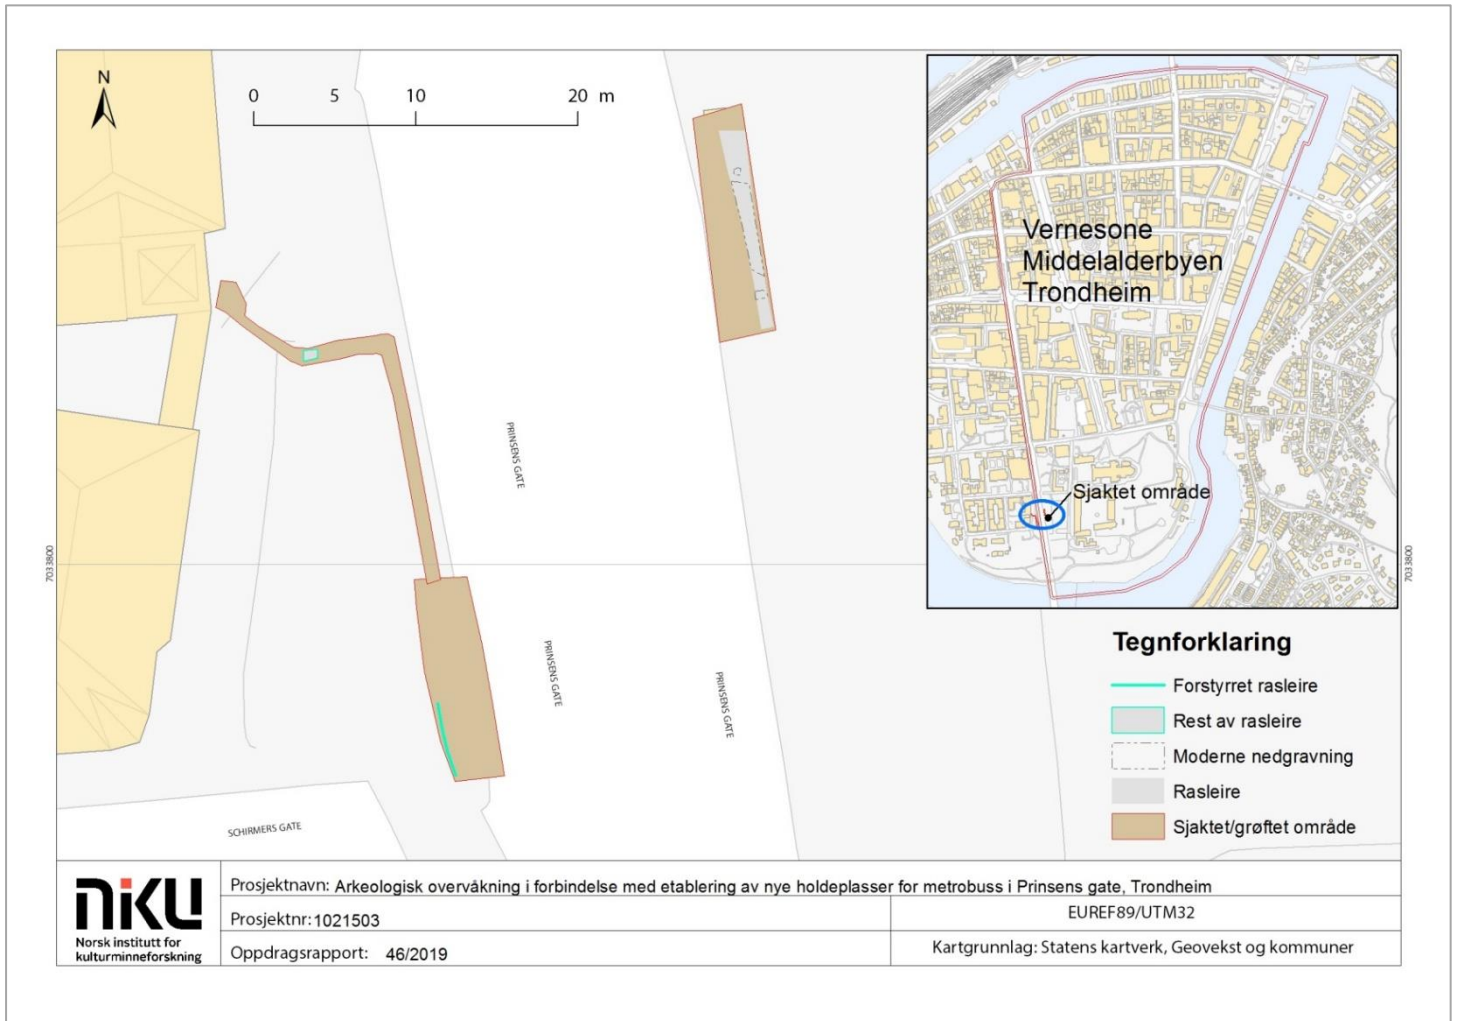 N
0 5 10 20 m
Vernesone
Middelalderbyen
Trondheim
Sjaktet område
PRINSENS GATE
PRINSENS GATE
PRINSENS GATE
SCHIRMERS GATE
7033800
7033800
Tegnforklaring
Forstyrret rasleire
Rest av rasleire
Moderne nedgravning
Rasleire
Sjaktet/grøftet område
niku
Norsk institutt for
kulturminneforskning
Prosjektnavn: Arkeologisk overvåkning i forbindelse med etablering av nye holdeplasser for metrobuss i Prinsens gate, Trondheim
Prosjektnr: 1021503
EUREF89/UTM32
Oppdragsrapport: 46/2019
Kartgrunnlag: Statens kartverk, Geovekst og kommuner